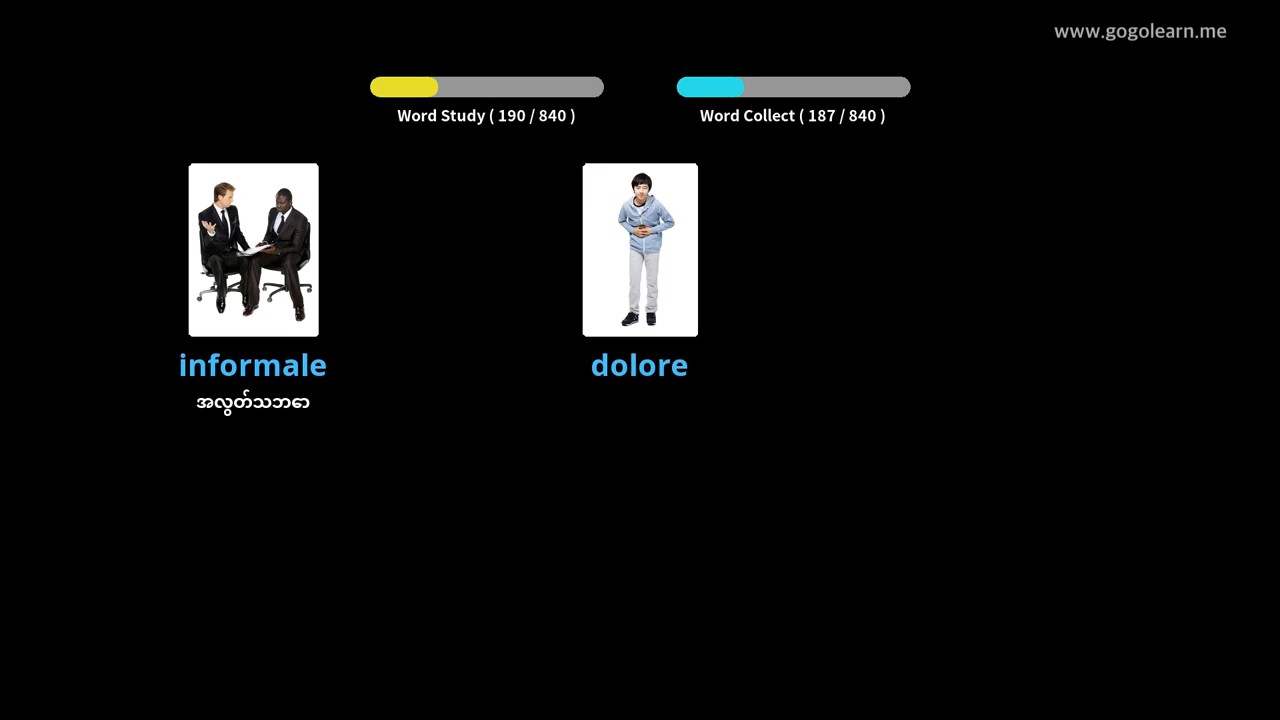 www.gogolearn.me
Word Study ( 190 / 840 )
Word Collect ( 187 / 840 )
informale
အလွတ်သဘော
dolore